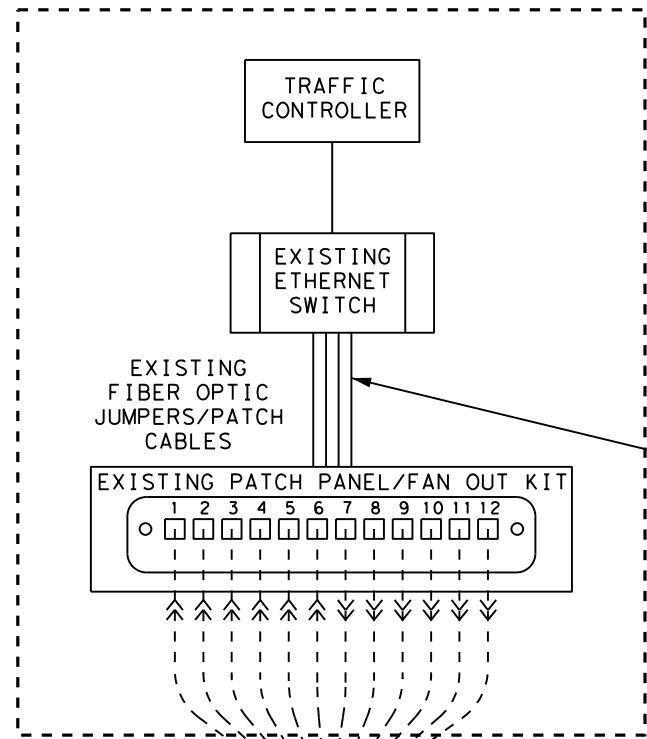 TRAFFIC
CONTROLLER
EXISTING
ETHERNET
SWITCH
EXISTING
FIBER OPTIC
JUMPERS/PATCH
CABLES
EXISTING PATCH PANEL/FAN OUT KIT
1 2 3 4 5 6 7 8 9 10 11 12